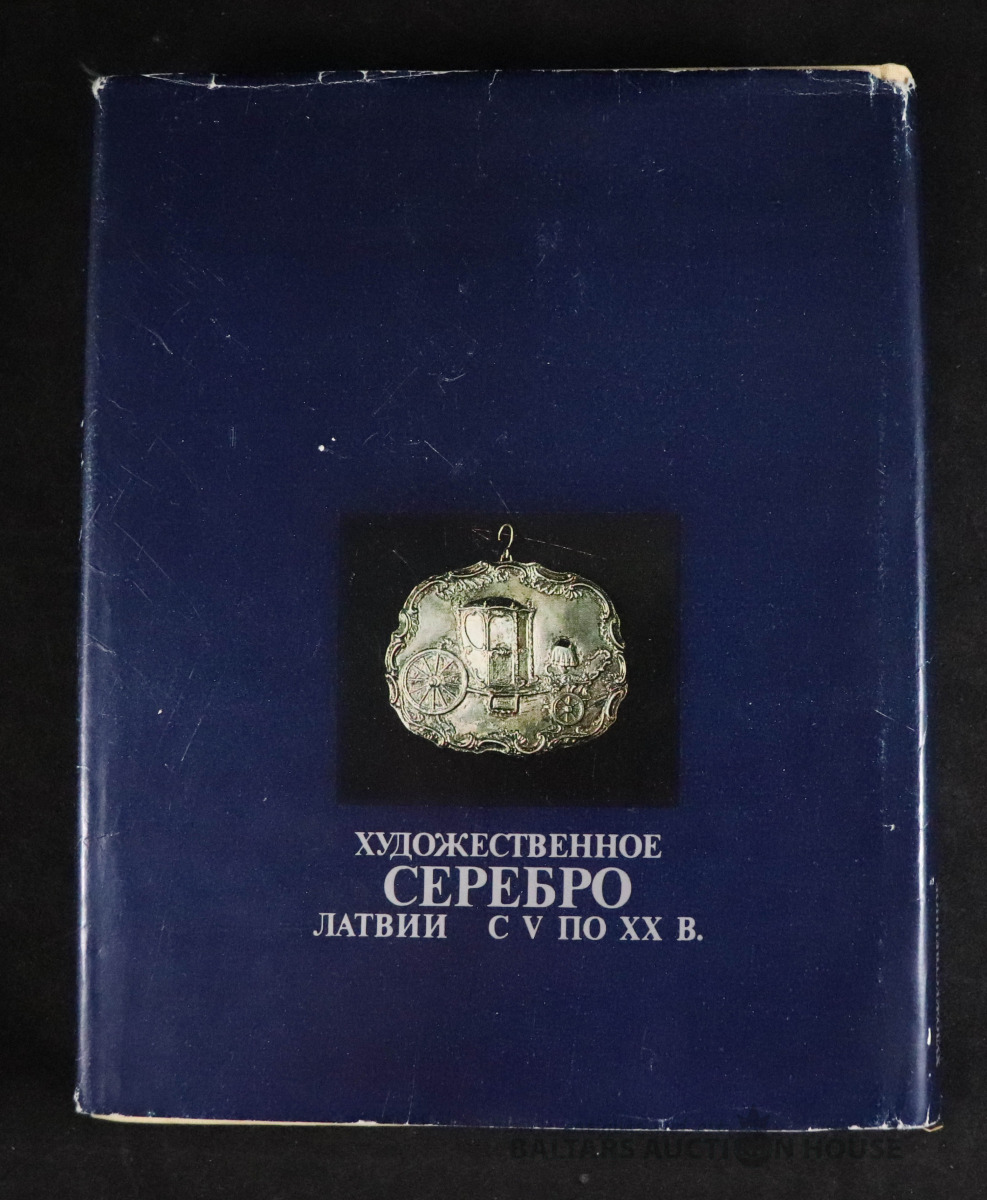 ХУДОЖЕСТВЕННОЕ
СЕРЕБРО
ЛАТВИИ С V ПО XX В.
BALTARS AUCTION HOUSE